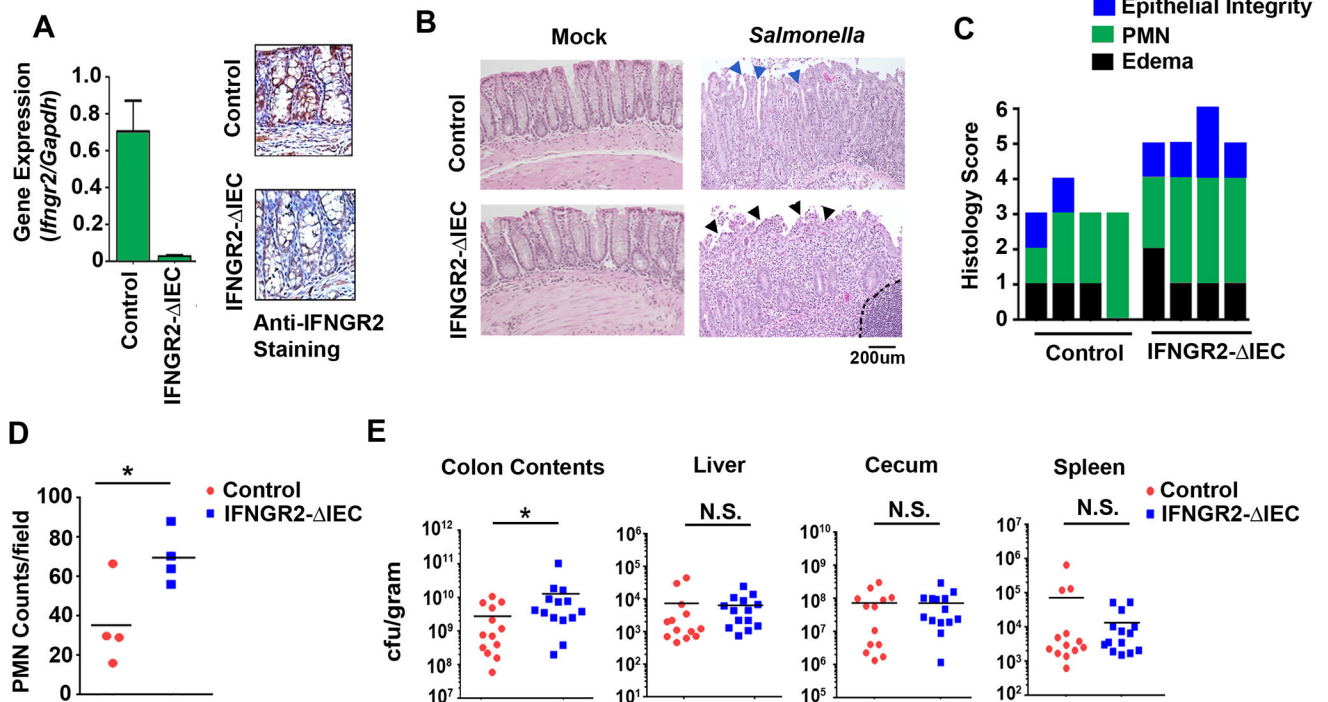 A
Gene Expression
(Ifngr2/Gapdh)
1.0
0.8
0.6
0.4
0.2
0
Control
IFNGR2-ΔIEC
Control
IFNGR2-ΔIEC
Anti-IFNGR2
Staining
B
Mock
Salmonella
Control
IFNGR2-ΔIEC
200um
C
Epithelial Integrity
PMN
Edema
Histology Score
6
5
4
3
2
1
0
Control
IFNGR2-ΔIEC
D
PMN Counts/field
100
80
60
40
20
0
*
Control
IFNGR2-ΔIEC
E
cfu/gram
Colon Contents
*
10¹²
10¹¹
10¹⁰
10⁹
10⁸
10⁷
Liver
N.S.
10⁶
10⁵
10⁴
10³
10²
10¹
Cecum
N.S.
10¹⁰
10⁹
10⁸
10⁷
10⁶
10⁵
Spleen
N.S.
10⁷
10⁶
10⁵
10⁴
10³
10²
Control
IFNGR2-ΔIEC